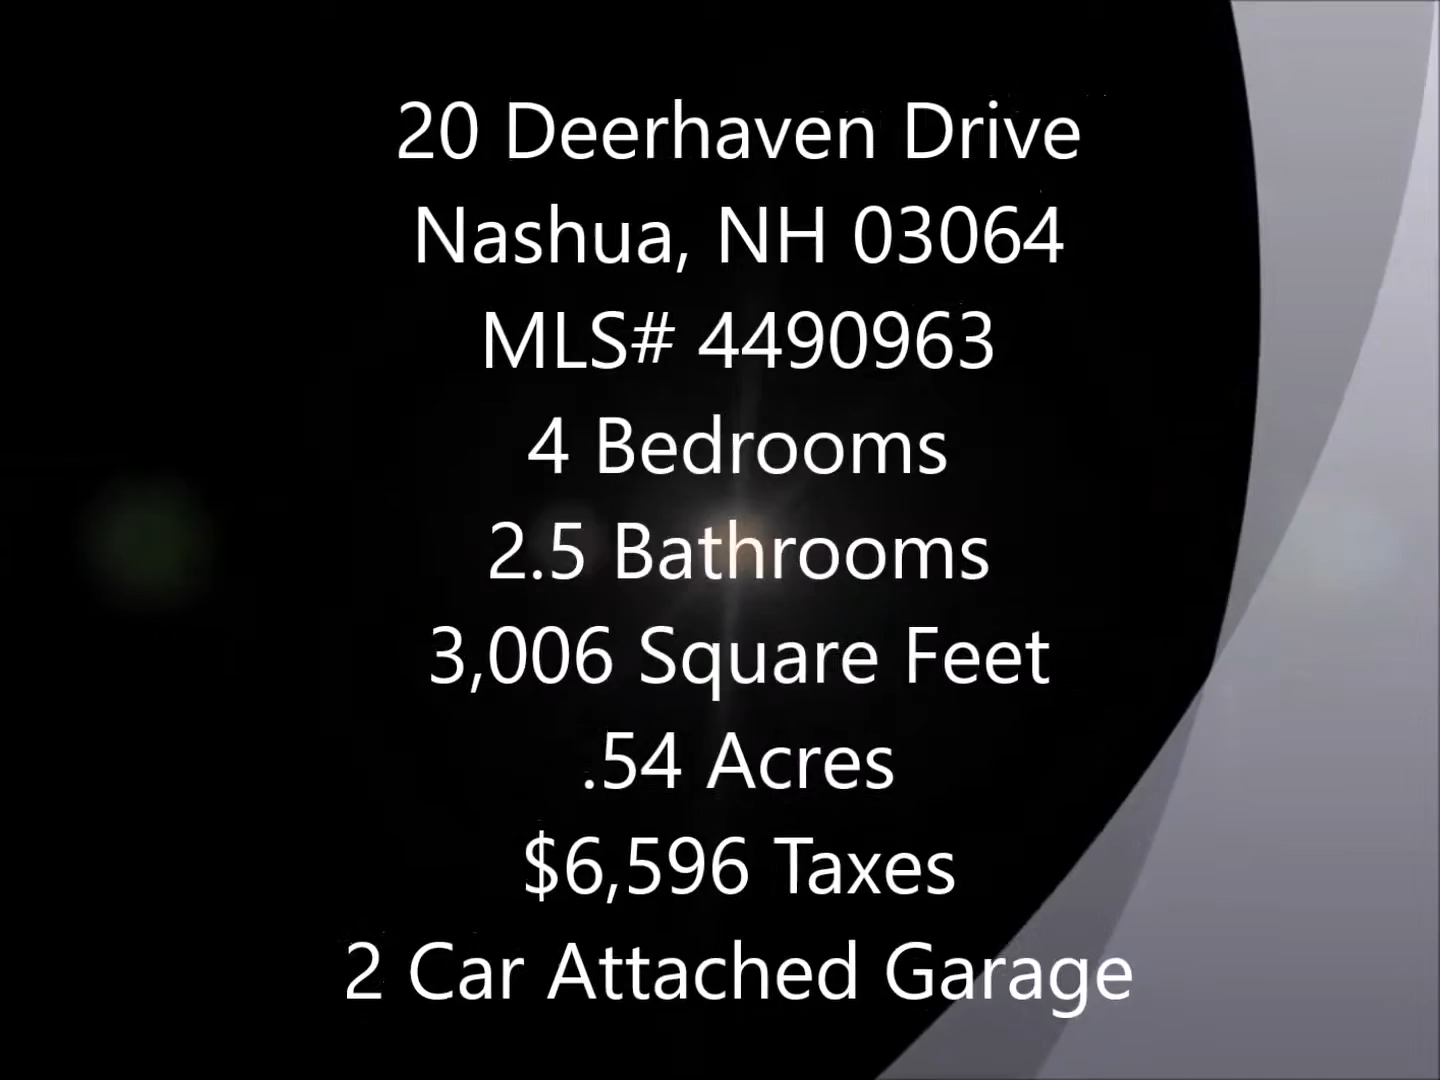 20 Deerhaven Drive
Nashua, NH 03064
MLS# 4490963
4 Bedrooms
2.5 Bathrooms
3,006 Square Feet
.54 Acres
$6,596 Taxes
2 Car Attached Garage